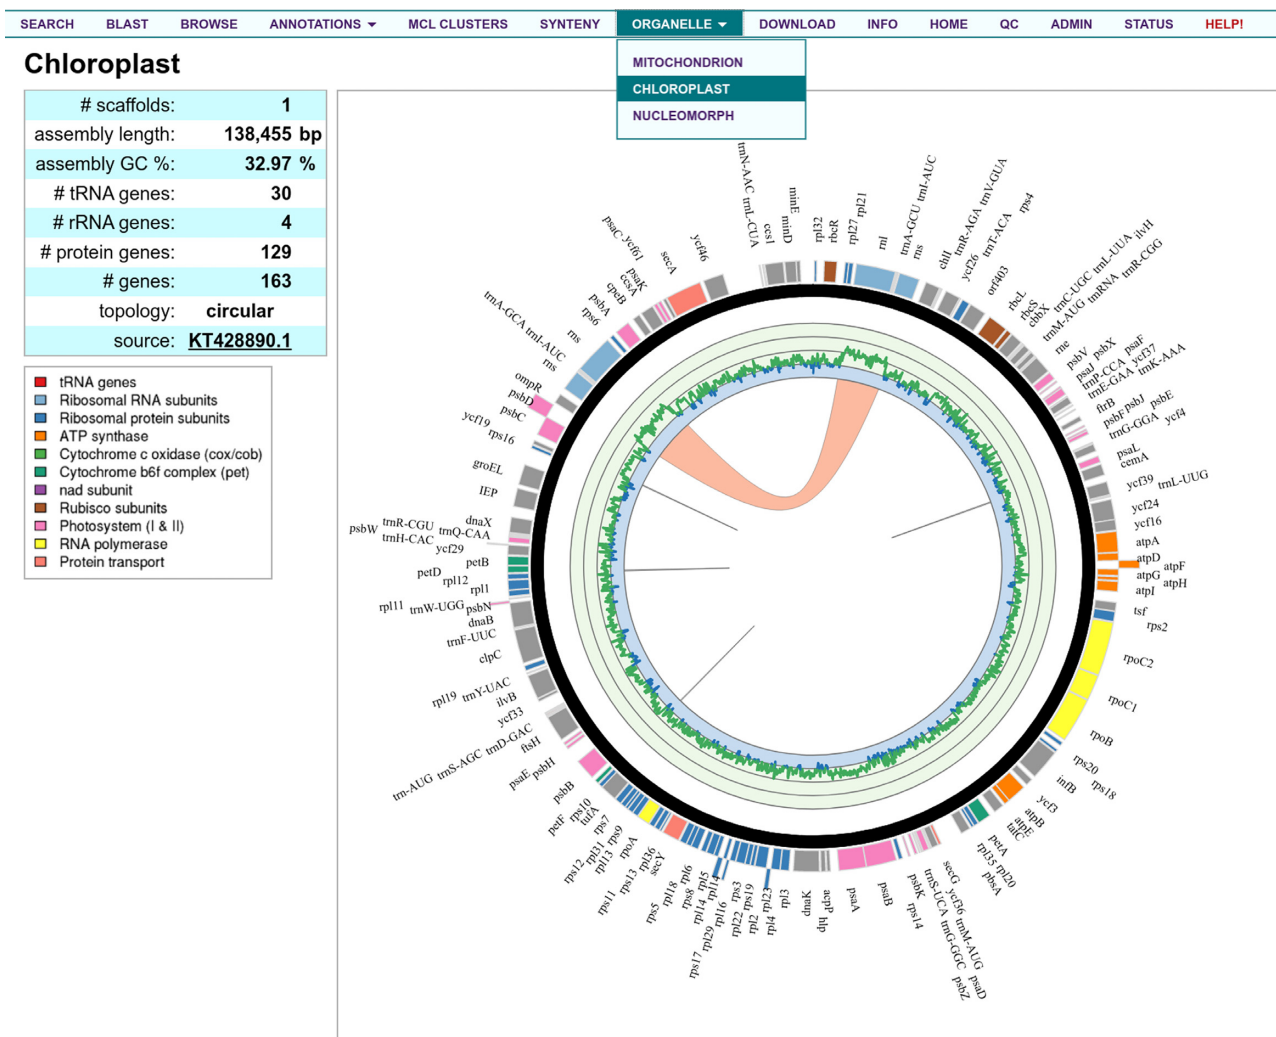 SEARCH BLAST BROWSE ANNOTATIONS MCL CLUSTERS SYNTENY ORGANELLE DOWNLOAD INFO HOME QC ADMIN STATUS HELP!
MITOCHONDRION
CHLOROPLAST
NUCLEOMORPH
Chloroplast
# scaffolds: 1
assembly length: 138,455 bp
assembly GC %: 32.97 %
# tRNA genes: 30
# rRNA genes: 4
# protein genes: 129
# genes: 163
topology: circular
source: KT428890.1
tRNA genes
Ribosomal RNA subunits
Ribosomal protein subunits
ATP synthase
Cytochrome c oxidase (cox/cob)
Cytochrome b6f complex (pet)
nad subunit
Rubisco subunits
Photosystem (I & II)
RNA polymerase
Protein transport
rpl32
rbcR
rpl27
rpl21
rnl
trnA-GCU trnI-AUC
rns
chlI
trnR-AGA trnV-GUA
ycf26 trnT-ACA rps4
orf403
rbcL
rbcS
cbbX
trnC-UGC trnL-UUA ilvH
trnM-AUG trnRNA trnR-CGG
rne
psbV psbX
psaJ psaF
trnP-CCA ycf37
trnE-GAA trnK-AAA
ftrB
psbF psbJ psbE
trnG-GGA ycf4
psaL
cemA
ycf39 trnL-UUG
ycf24
ycf16
atpA
atpD
atpF
atpG
atpH
atpI
tsf
rps2
rpoC2
rpoC1
rpoB
rps20
rps18
infB
ycf3
atpB
atpE
tatC
petA
rpl35 rpl20
pbsA
secG
ycf36 trnM-AUG
trnS-UCA trnG-GGC psaD
psbZ
psbK
rps14
psaB
psaA
acpP
hlp
dnaK
rpl3
rpl23
rpl4
rps19
rpl2
rps3
rpl22
rpl16
rpl29
rps17
rpl14
rpl14
rpl5
rps8
rpl6
rpl18
rps5
secY
rpl36
rps13
rps11
rpoA
rps9
rpl13
rpl31
rps12
rps7
tufA
rps10
petF
psbB
psbH
psaE
ftsH
trn-AUG trnS-AGC trnD-GAC
ycf33
ilvB
rpl19 trnY-UAC
clpC
trnF-UUC
dnaB
rpl11 trnW-UGG psbN
rpl1
rpl12
petD
petB
ycf29
trnH-CAC
psbW trnR-CGU trnQ-CAA
dnaX
IEP
groEL
ycf19 rps16
psbC
psbD
ompR
rns
trnA-GCA trnI-AUC
rns
rps6
psbA
cpeB
ccsA
psaK
psaC ycf61
secA
ycf46
trnN-AAC trnL-CUA
ccs1
minD
minE